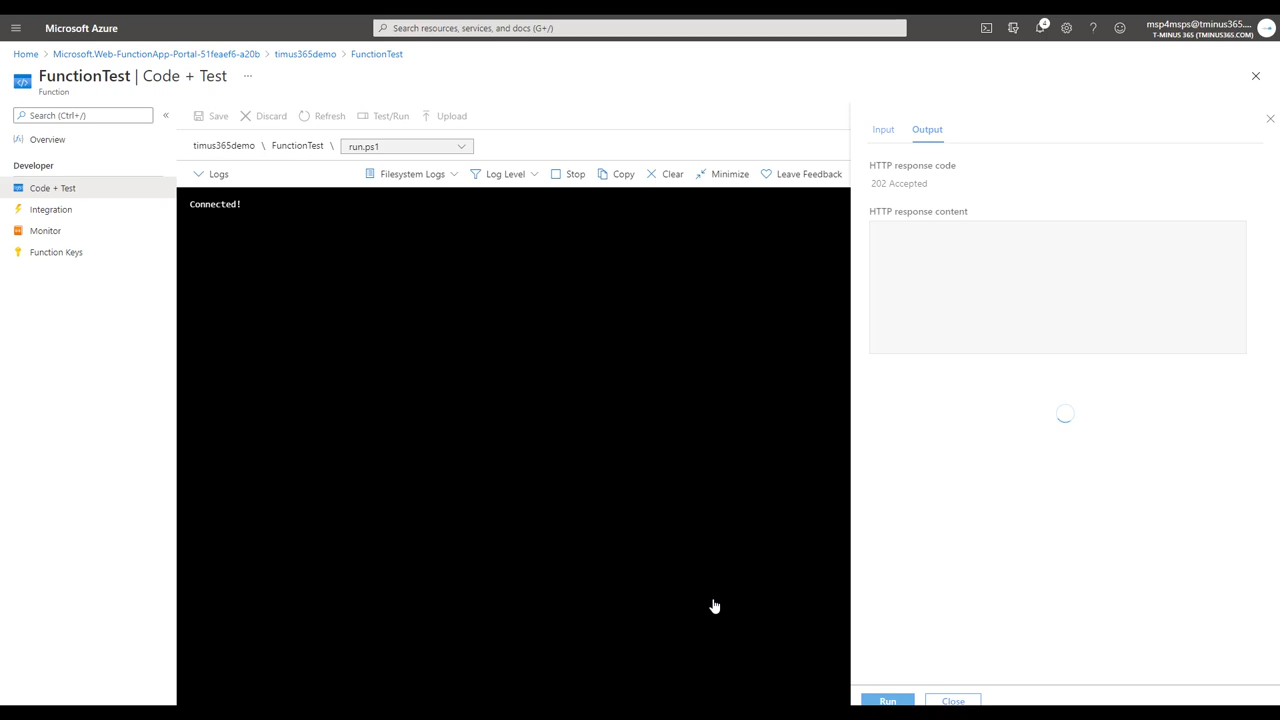 Microsoft Azure
Search resources, services, and docs (G+/)
4
msp4msps@tminus365....
T-MINUS 365 (TMINUS365.COM)
Home > Microsoft.Web-FunctionApp-Portal-51feaef6-a20b > timus365demo > FunctionTest
FunctionTest | Code + Test ...
Function
Search (Ctrl+/) «
Overview
Developer
Code + Test
Integration
Monitor
Function Keys
Save Discard Refresh Test/Run Upload
timus365demo \ FunctionTest \ run.ps1
Logs Filesystem Logs Log Level Stop Copy Clear Minimize Leave Feedback
Connected!
Input Output
HTTP response code
202 Accepted
HTTP response content
Run Close